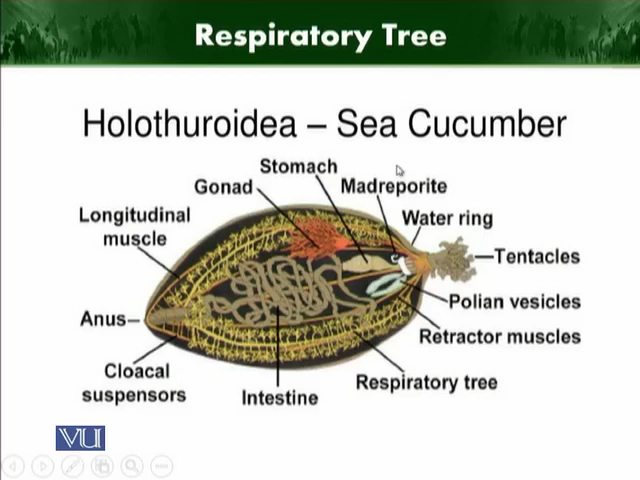 Respiratory Tree
Holothuroidea – Sea Cucumber
Stomach
Gonad
Madreporite
Longitudinal
muscle
Water ring
Tentacles
Anus
Polian vesicles
Retractor muscles
Cloacal
suspensors
Intestine
Respiratory tree
VU